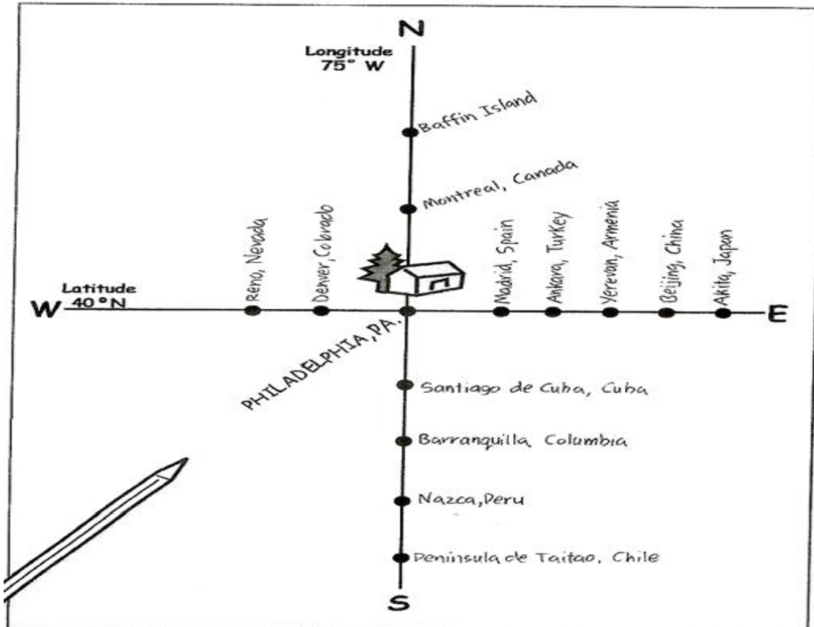 N
Longitude
75° W
Baffin Island
Montreal, Canada
Reno, Nevada
Denver, Colorado
Madrid, Spain
Ankara, Turkey
Yerevan, Armenia
Beijing, China
Akita, Japan
Latitude
40°N
W
E
PHILADELPHIA, PA.
Santiago de Cuba, Cuba
Barranquilla, Columbia
Nazca, Peru
Peninsula de Taitao, Chile
S